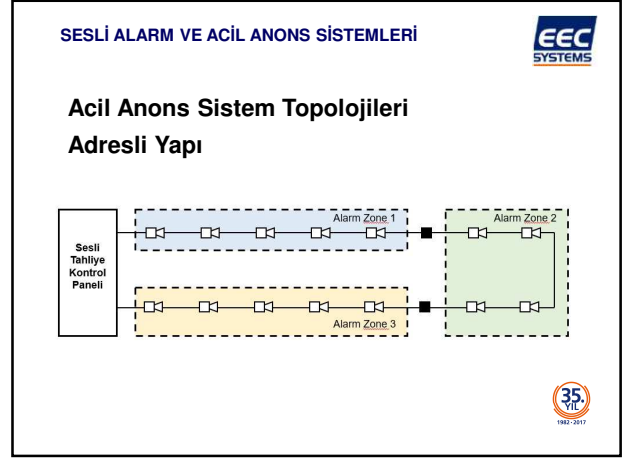 SESLİ ALARM VE ACİL ANONS SİSTEMLERİ
EEC
SYSTEMS
Acil Anons Sistem Topolojileri
Adresli Yapı
Sesli
Tahliye
Kontrol
Paneli
Alarm Zone 1
Alarm Zone 2
Alarm Zone 3
35.
YIL
1982-2017